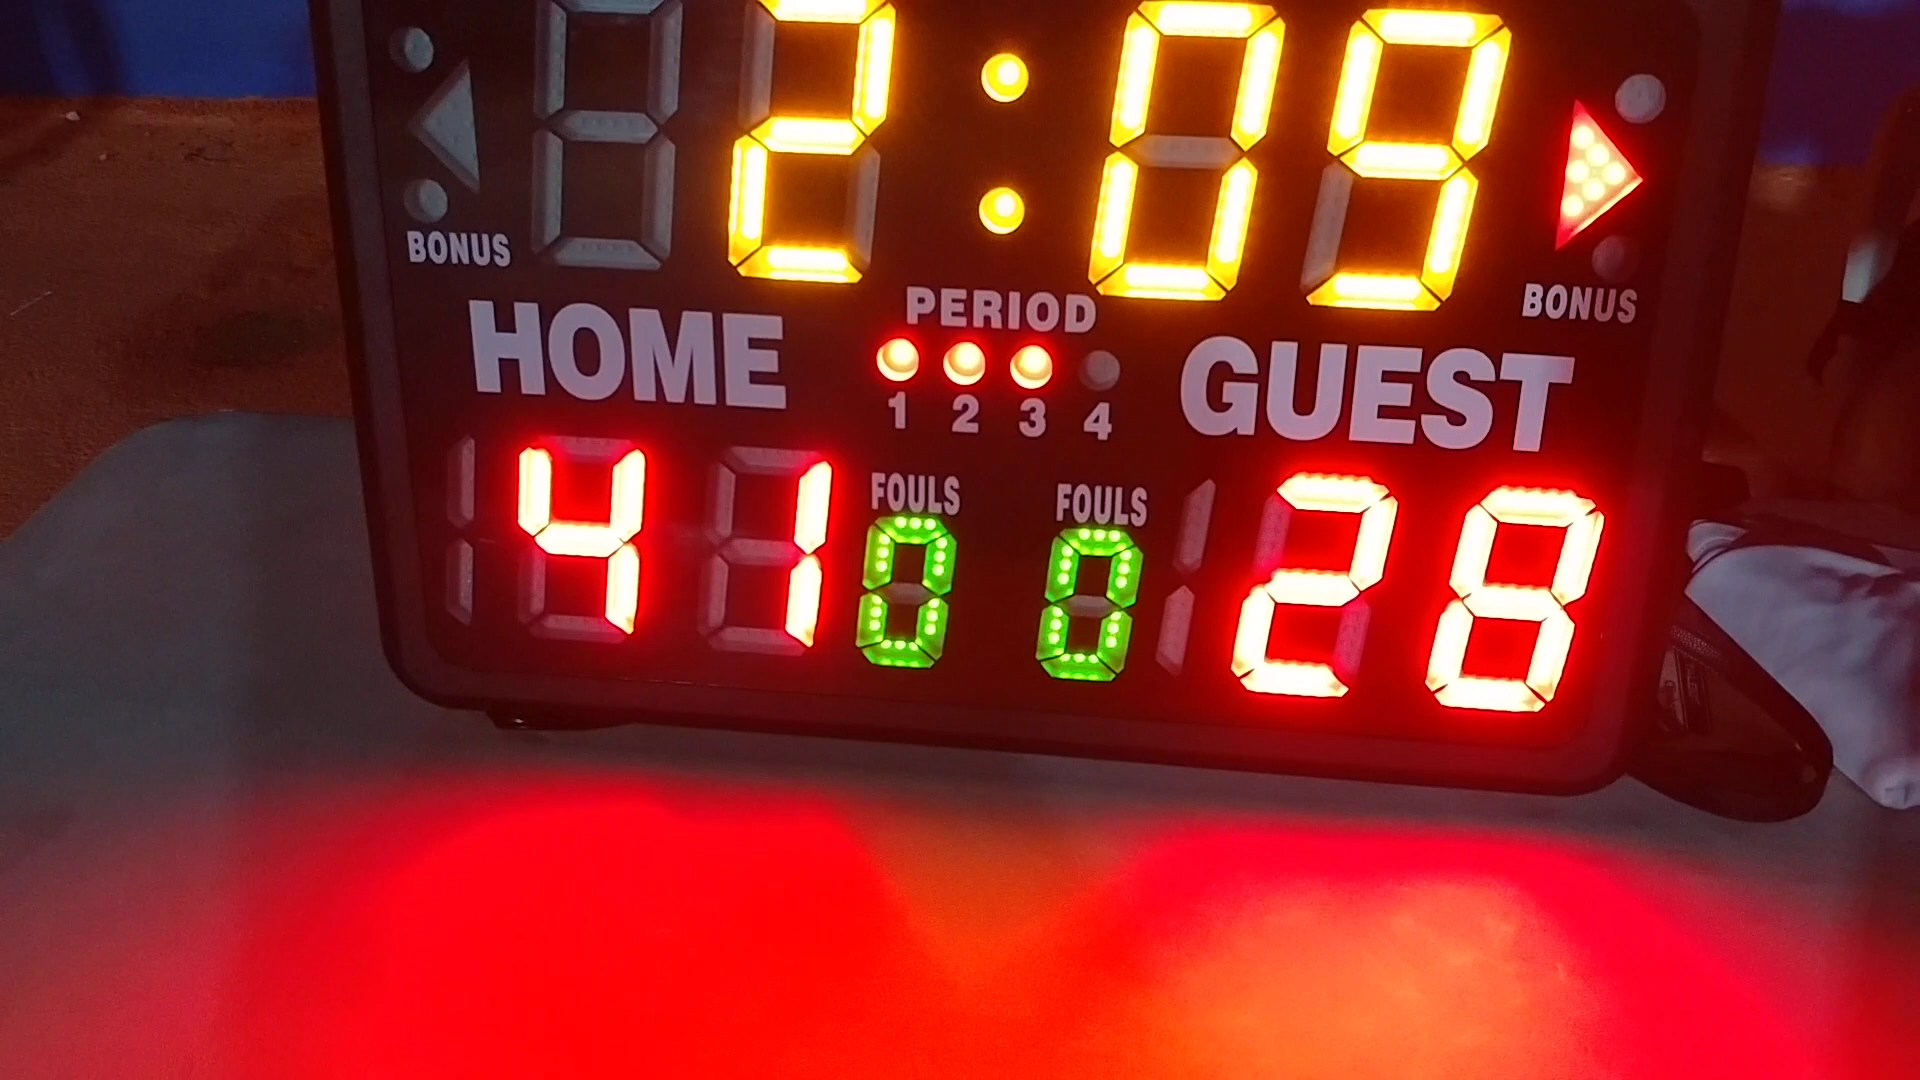 2:09
BONUS
BONUS
PERIOD
HOME
GUEST
1 2 3 4
FOULS
FOULS
41
0
0
28